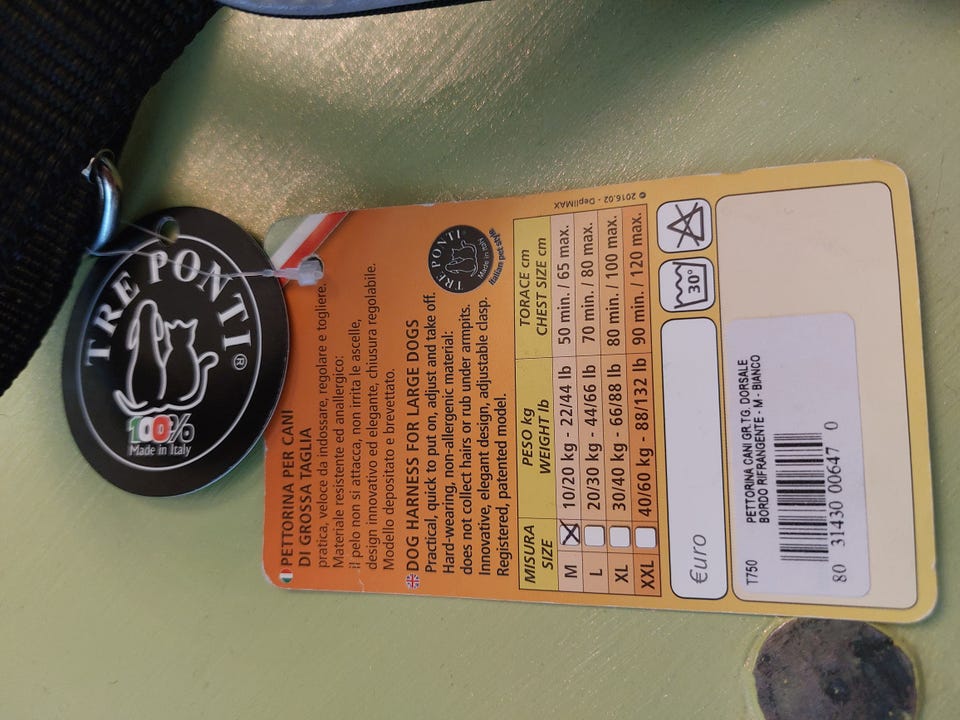 TRE PONTI
®
100%
Made in Italy
PETTORINA PER CANI
DI GROSSA TAGLIA
pratica, veloce da indossare, regolare e togliere.
Materiale resistente ed anallergico:
il pelo non si attacca, non irrita le ascelle,
design innovativo ed elegante, chiusura regolabile.
Modello depositato e brevettato.
DOG HARNESS FOR LARGE DOGS
Practical, quick to put on, adjust and take off.
Hard-wearing, non-allergenic material:
does not collect hairs or rub under armpits.
Innovative, elegant design, adjustable clasp.
Registered, patented model.
TRE PONTI
Made in Italy
italian pet style
MISURA PESO kg TORACE cm
SIZE WEIGHT lb CHEST SIZE cm
M 10/20 kg - 22/44 lb 50 min. / 65 max.
L 20/30 kg - 44/66 lb 70 min. / 80 max.
XL 30/40 kg - 66/88 lb 80 min. / 100 max.
XXL 40/60 kg - 88/132 lb 90 min. / 120 max.
© 2016.02 - DepliMAX
€uro
30°
T750 PETTORINA CANI GR.TG. DORSALE
BORDO RIFRANGENTE - M - BIANCO
80 31430 00647 0